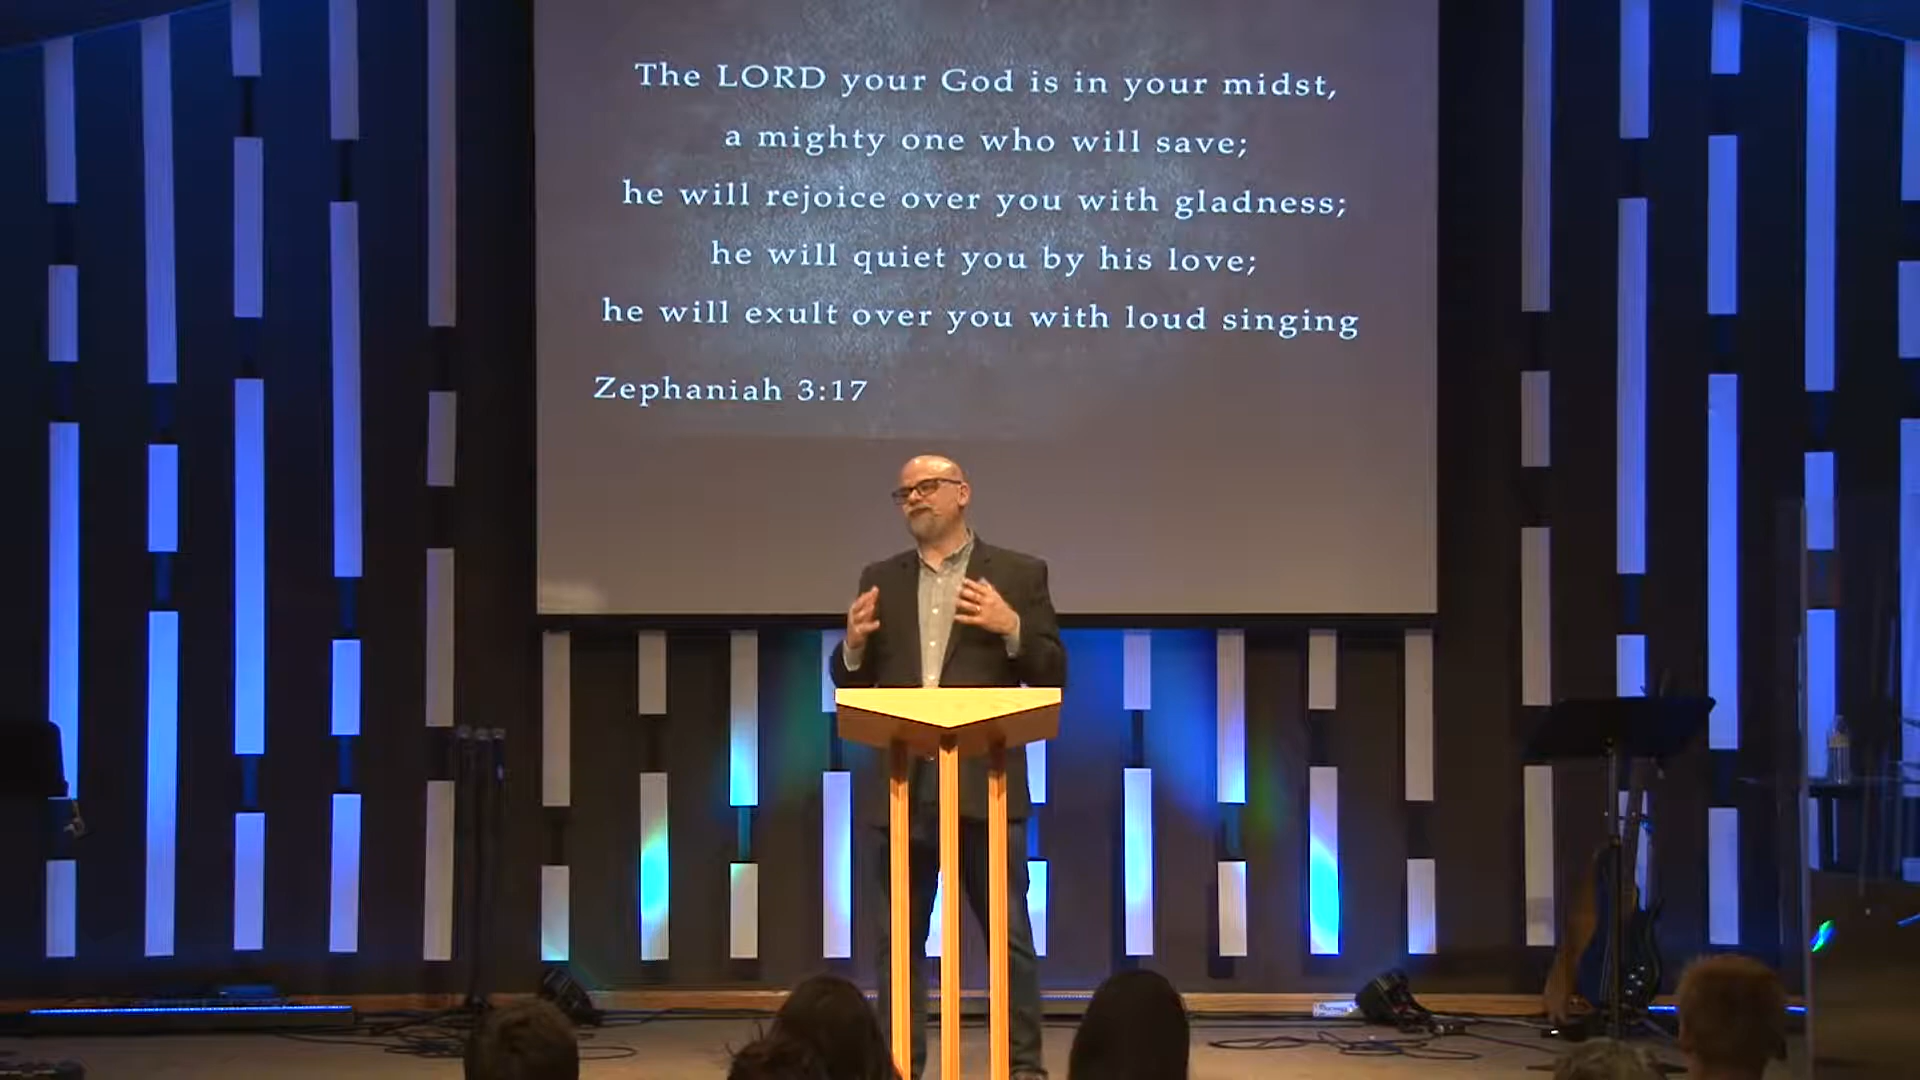 The LORD your God is in your midst,
a mighty one who will save;
he will rejoice over you with gladness;
he will quiet you by his love;
he will exult over you with loud singing
Zephaniah 3:17